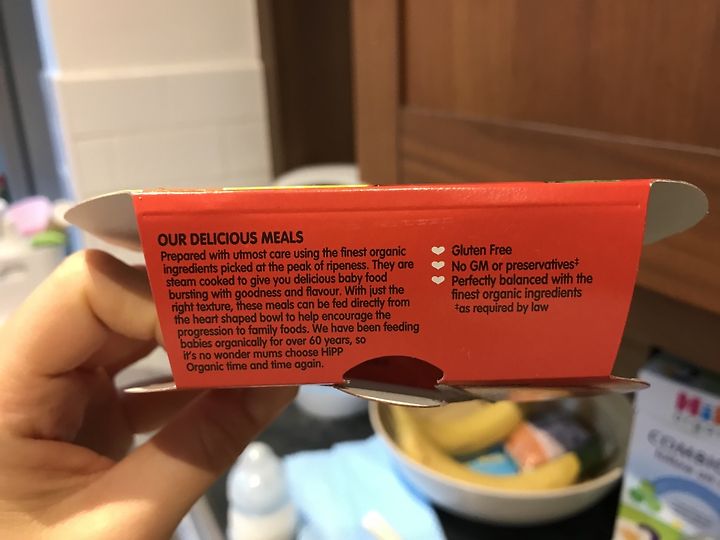 OUR DELICIOUS MEALS
Prepared with utmost care using the finest organic
ingredients picked at the peak of ripeness. They are
steam cooked to give you delicious baby food
bursting with goodness and flavour. With just the
right texture, these meals can be fed directly from
the heart shaped bowl to help encourage the
progression to family foods. We have been feeding
babies organically for over 60 years, so
it's no wonder mums choose HiPP
Organic time and time again.
Gluten Free
No GM or preservatives‡
Perfectly balanced with the
finest organic ingredients
‡as required by law